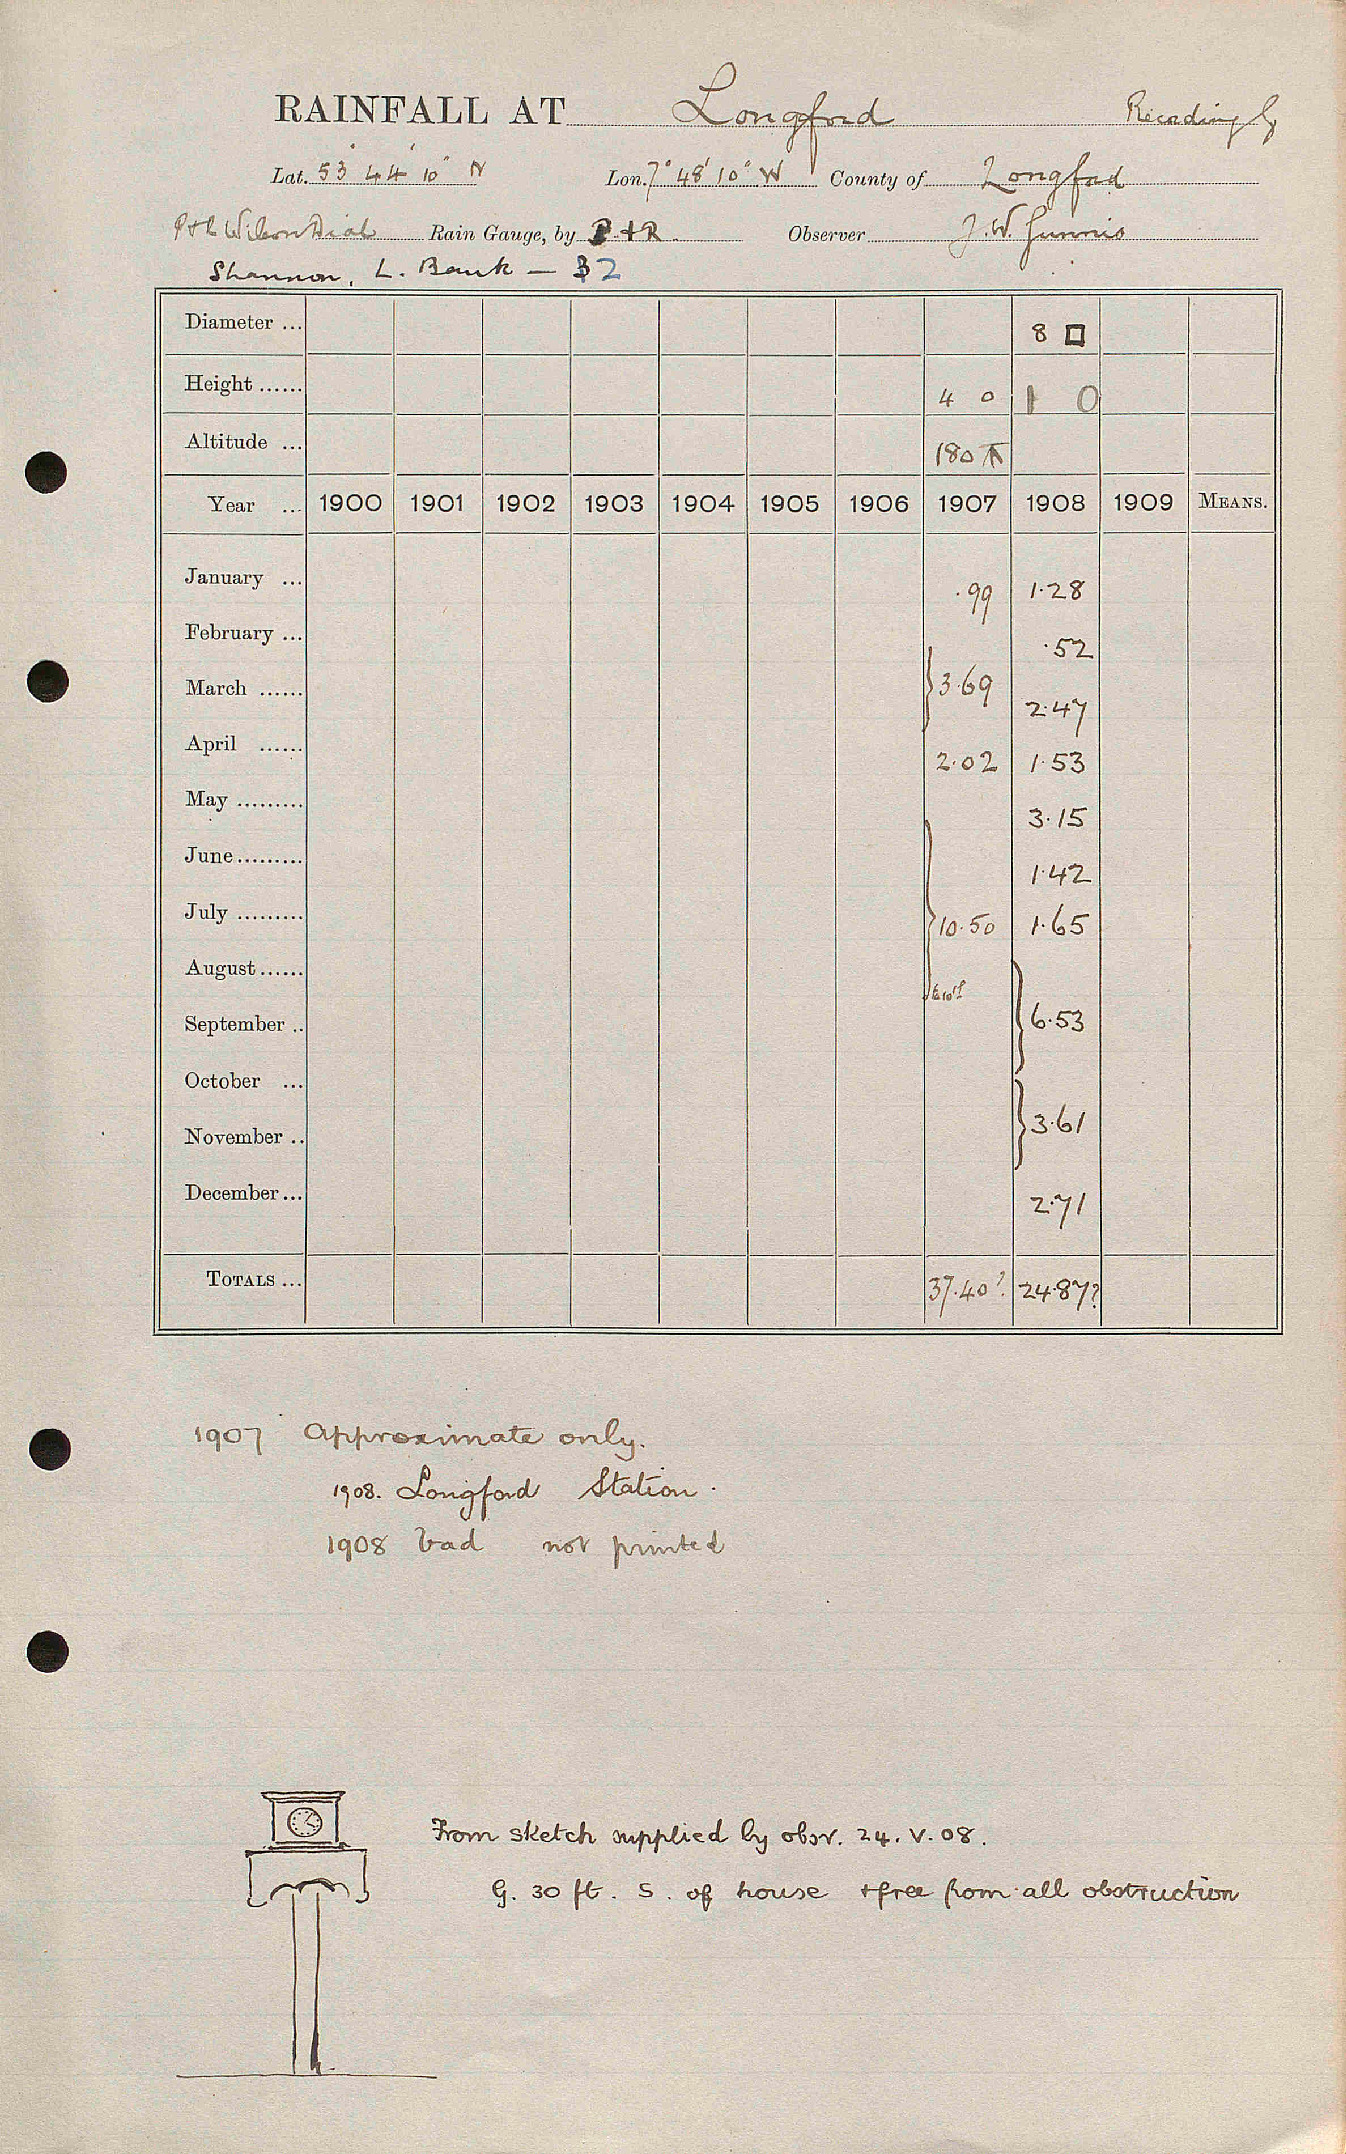 RAINFALL AT Longford Recording G
Lat. 53° 44' 10" N Lon. 7° 48' 10" W County of Longford
Dial Rain Gauge, by P + R. Observer J. W.
Shannon, L. Bank — 32
Diameter ... 8 □
Height ...... 4 0 1 0
Altitude ... 180
Year ... 1900 1901 1902 1903 1904 1905 1906 1907 1908 1909 MEANS.
January ... .99 1.28
February ... .52
March ...... 3.69 2.47
April ...... 2.02 1.53
May ......... 3.15
June ......... 1.42
July ......... 10.50 1.65
August ......
September .. 6.53
October ...
November .. 3.61
December ... 2.71
TOTALS ... 37.40? 24.87?
1907 Approximate only.
1908. Longford Station.
1908 bad not printed
From sketch supplied by obsr. 24. V. 08.
G. 30 ft. S. of house + free from all obstruction